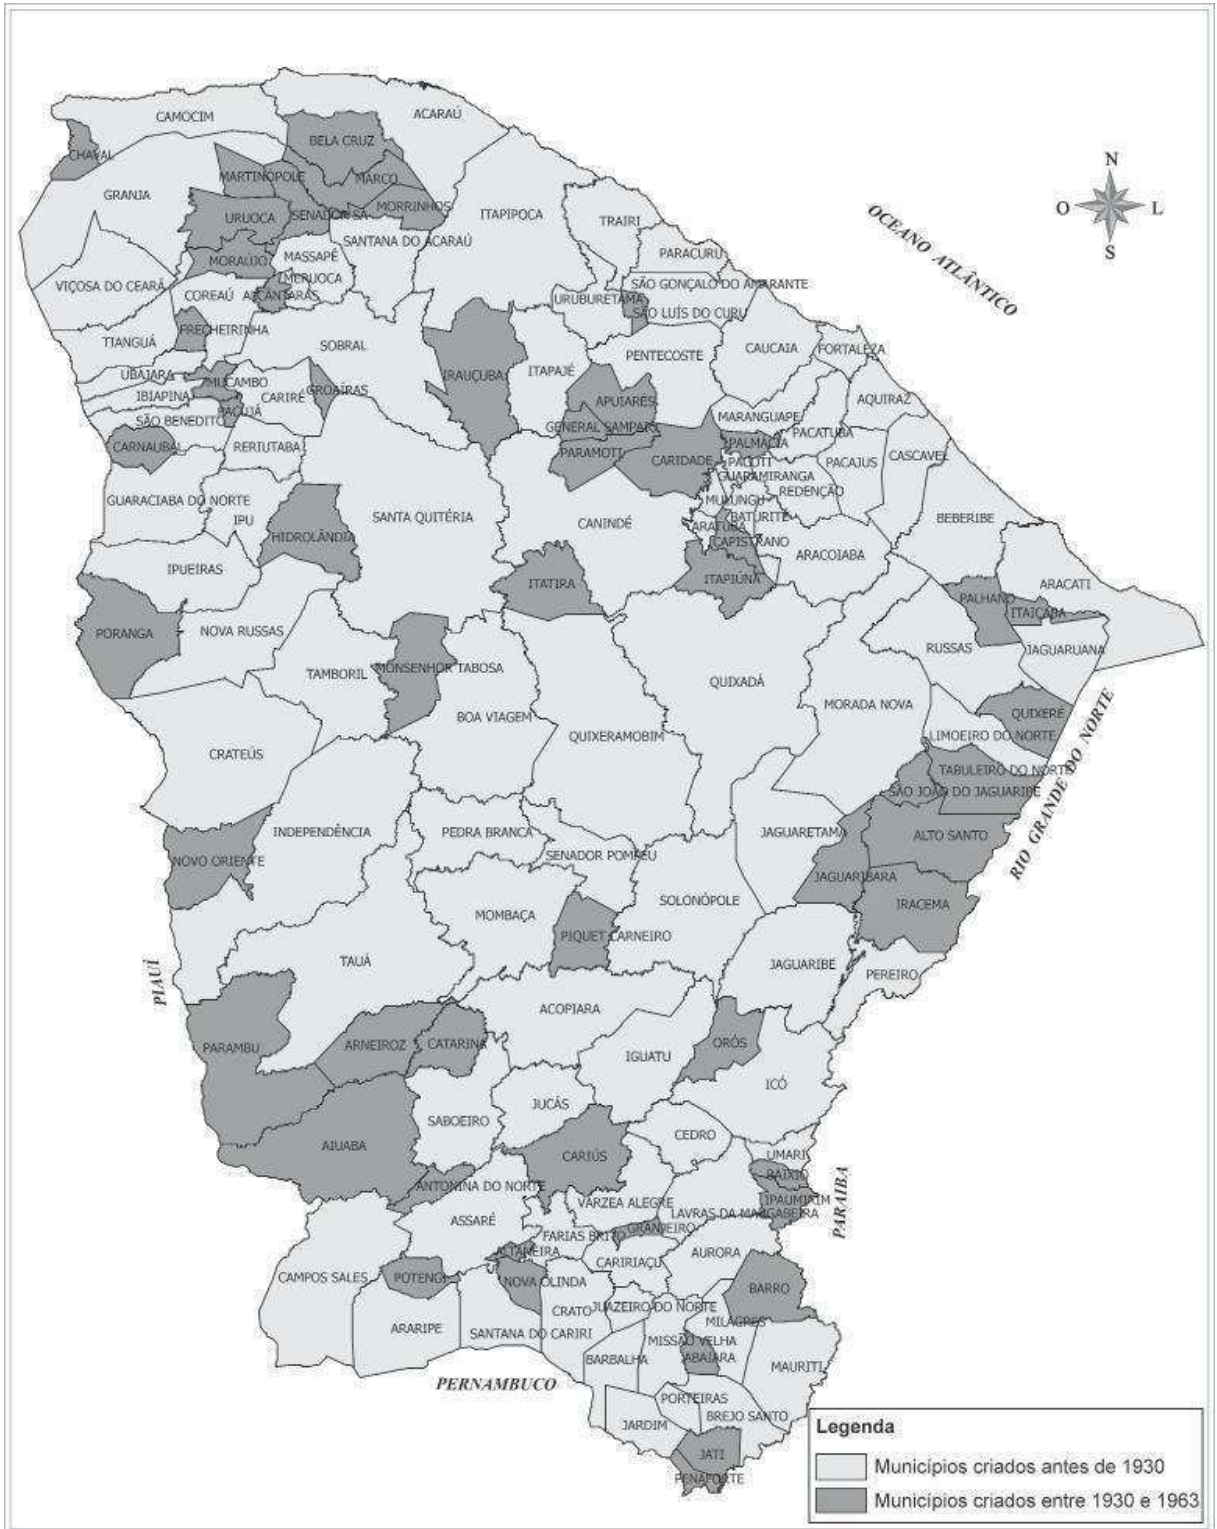 ACARAÚ
CAMOCIM
BELA CRUZ
CHAVAL
MARTINÓPOLE
MARCO
GRANJA
MORRINHOS
URUOCA
SENADOR SÁ
ITAPIPOCA
TRAIRI
SANTANA DO ACARAÚ
MORAÚJO
MASSAPÉ
PARACURU
MERUOCA
VIÇOSA DO CEARÁ
COREAÚ
ALCÂNTARAS
SÃO GONÇALO DO AMARANTE
URUBURETAMA
SÃO LUÍS DO CURU
FRECHEIRINHA
TIANGUÁ
SOBRAL
PENTECOSTE
CAUCAIA
FORTALEZA
UBAJARA
MUCAMBO
IRAUÇUBA
ITAPAJÉ
IBIAPINA
CARIRÉ
GROAÍRAS
APUIARÉS
AQUIRAZ
PACUJÁ
SÃO BENEDITO
GENERAL SAMPAIO
MARANGUAPE
CARNAUBAL
RERIUTABA
PALMÁCIA
PACATUBA
PARAMOTI
CARIDADE
PACOTI
PACAJUS
CASCAVEL
GUARAMIRANGA
GUARACIABA DO NORTE
MULUNGU
REDENÇÃO
IPU
SANTA QUITÉRIA
CANINDÉ
BATURITÉ
BEBERIBE
ARATUBA
HIDROLÂNDIA
CAPISTRANO
ARACOIABA
IPUEIRAS
ITATIRA
ITAPIÚNA
ARACATI
PALHANO
ITAIÇABA
PORANGA
NOVA RUSSAS
RUSSAS
JAGUARUANA
TAMBORIL
MONSENHOR TABOSA
QUIXADÁ
MORADA NOVA
BOA VIAGEM
QUIXERÉ
QUIXERAMOBIM
LIMOEIRO DO NORTE
CRATEÚS
TABULEIRO DO NORTE
SÃO JOÃO DO JAGUARIBE
INDEPENDÊNCIA
PEDRA BRANCA
JAGUARETAMA
ALTO SANTO
SENADOR POMPEU
NOVO ORIENTE
JAGUARIBARA
SOLONÓPOLE
IRACEMA
MOMBAÇA
PIQUET CARNEIRO
TAUÁ
JAGUARIBE
PEREIRO
ACOPIARA
PARAMBU
ARNEIROZ
CATARINA
ORÓS
IGUATU
ICÓ
JUCÁS
SABOEIRO
CEDRO
AIUABA
CARIÚS
UMARI
BAIXIO
ANTONINA DO NORTE
IPAUMIRIM
VÁRZEA ALEGRE
LAVRAS DA MANGABEIRA
ASSARÉ
GRANJEIRO
FARIAS BRITO
ALTANEIRA
AURORA
CARIRIAÇU
CAMPOS SALES
POTENGI
NOVA OLINDA
BARRO
CRATO
JUAZEIRO DO NORTE
MILAGRES
ARARIPE
SANTANA DO CARIRI
MISSÃO VELHA
BARBALHA
ABAIARA
MAURITI
PORTEIRAS
BREJO SANTO
JARDIM
JATI
PENAFORTE
OCEANO ATLÂNTICO
RIO GRANDE DO NORTE
PARAIBA
PERNAMBUCO
PIAUÍ
N
O
L
S
Legenda
Municípios criados antes de 1930
Municípios criados entre 1930 e 1963